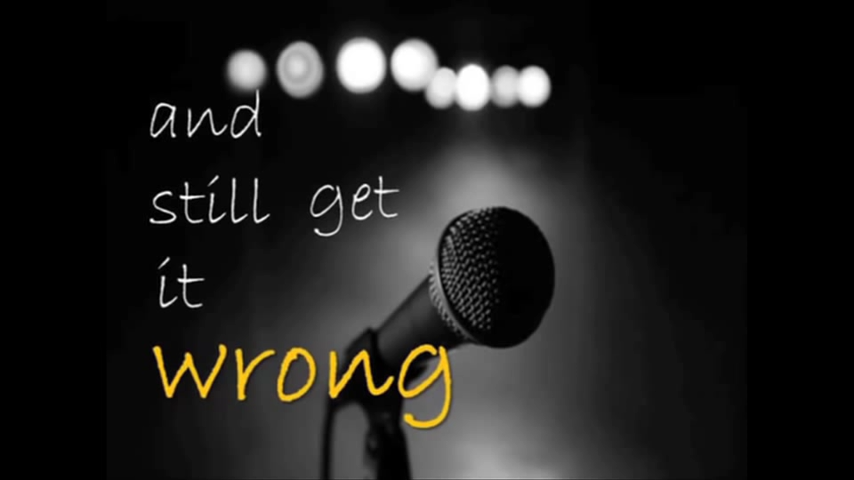 and
still get
it
wrong